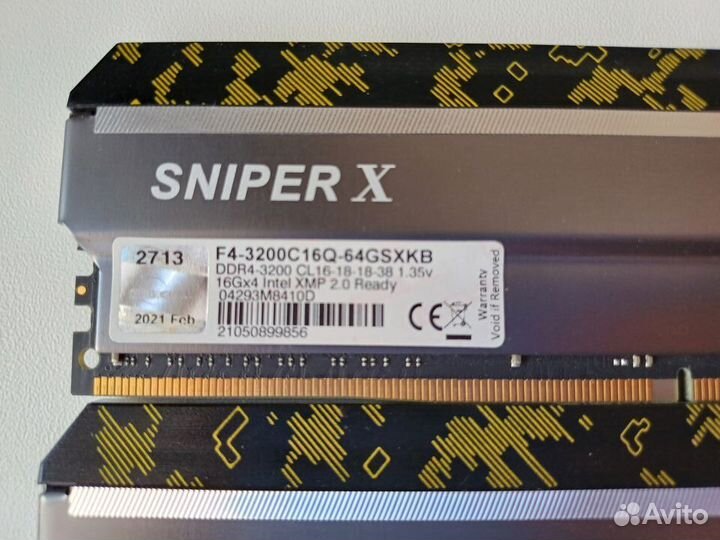 SNIPER X
2713
2021 Feb
F4-3200C16Q-64GSXKB
DDR4-3200 CL16-18-18-38 1.35v
16Gx4 Intel XMP 2.0 Ready
04293M8410D
21050899856
CE
Warranty
Void if Removed
Avito